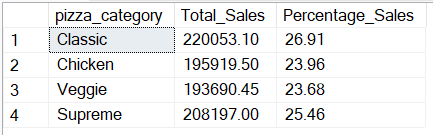 pizza_category Total_Sales Percentage_Sales
1 Classic 220053.10 26.91
2 Chicken 195919.50 23.96
3 Veggie 193690.45 23.68
4 Supreme 208197.00 25.46